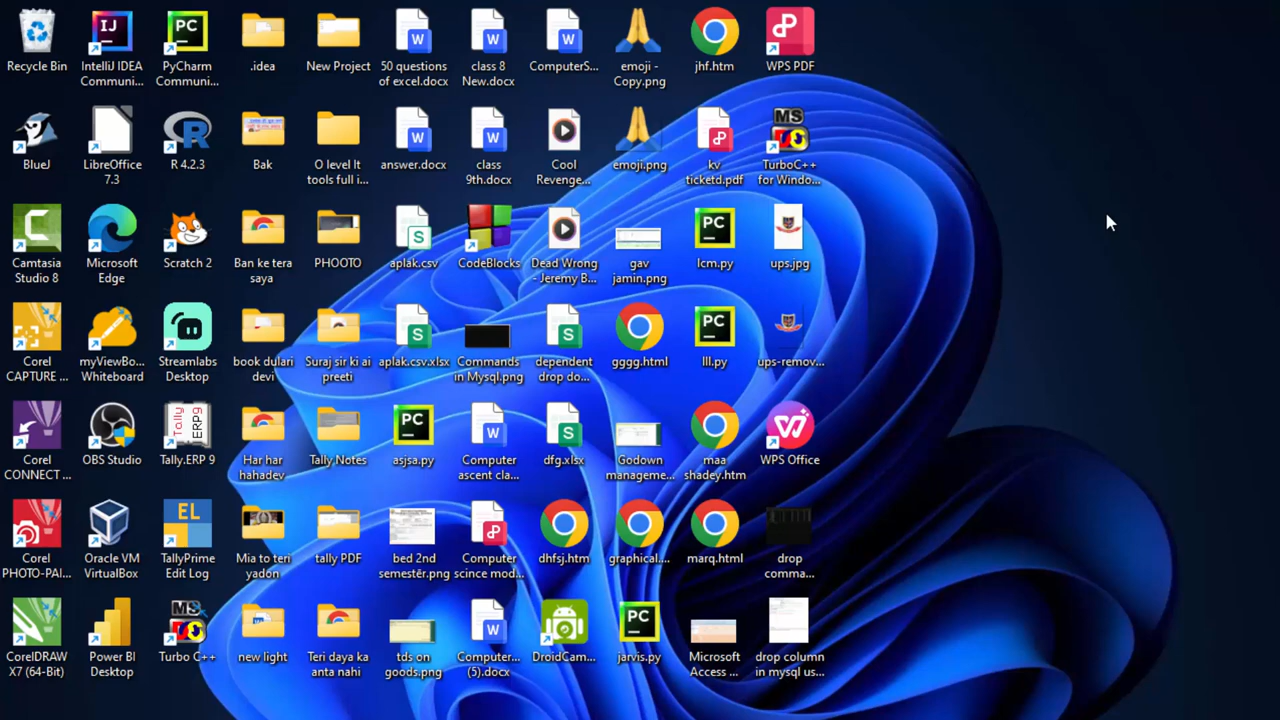 Recycle Bin
IntelliJ IDEA
Communi...
PyCharm
Communi...
.idea
New Project
50 questions
of excel.docx
class 8
New.docx
ComputerS...
emoji -
Copy.png
jhf.htm
WPS PDF
BlueJ
LibreOffice
7.3
R 4.2.3
Bak
O level It
tools full i...
answer.docx
class
9th.docx
Cool
Revenge...
emoji.png
kv
ticketd.pdf
TurboC++
for Windo...
Camtasia
Studio 8
Microsoft
Edge
Scratch 2
Ban ke tera
saya
PHOOTO
aplak.csv
CodeBlocks
Dead Wrong
- Jeremy B...
gav
jamin.png
lcm.py
ups.jpg
Corel
CAPTURE ...
myViewBo...
Whiteboard
Streamlabs
Desktop
book dulari
devi
Suraj sir ki ai
preeti
aplak.csv.xlsx
Commands
in Mysql.png
dependent
drop do...
gggg.html
lll.py
ups-remov...
Corel
CONNECT ...
OBS Studio
Tally.ERP 9
Har har
hahadev
Tally Notes
asjsa.py
Computer
ascent cla...
dfg.xlsx
Godown
manageme...
maa
shadey.htm
WPS Office
Corel
PHOTO-PAI...
Oracle VM
VirtualBox
TallyPrime
Edit Log
Mia to teri
yadon
tally PDF
bed 2nd
semester.png
Computer
scince mod...
dhfsj.htm
graphical....
marq.html
drop
comma...
CorelDRAW
X7 (64-Bit)
Power BI
Desktop
Turbo C++
new light
Teri daya ka
anta nahi
tds on
goods.png
Computer...
(5).docx
DroidCam...
jarvis.py
Microsoft
Access ...
drop column
in mysql us...